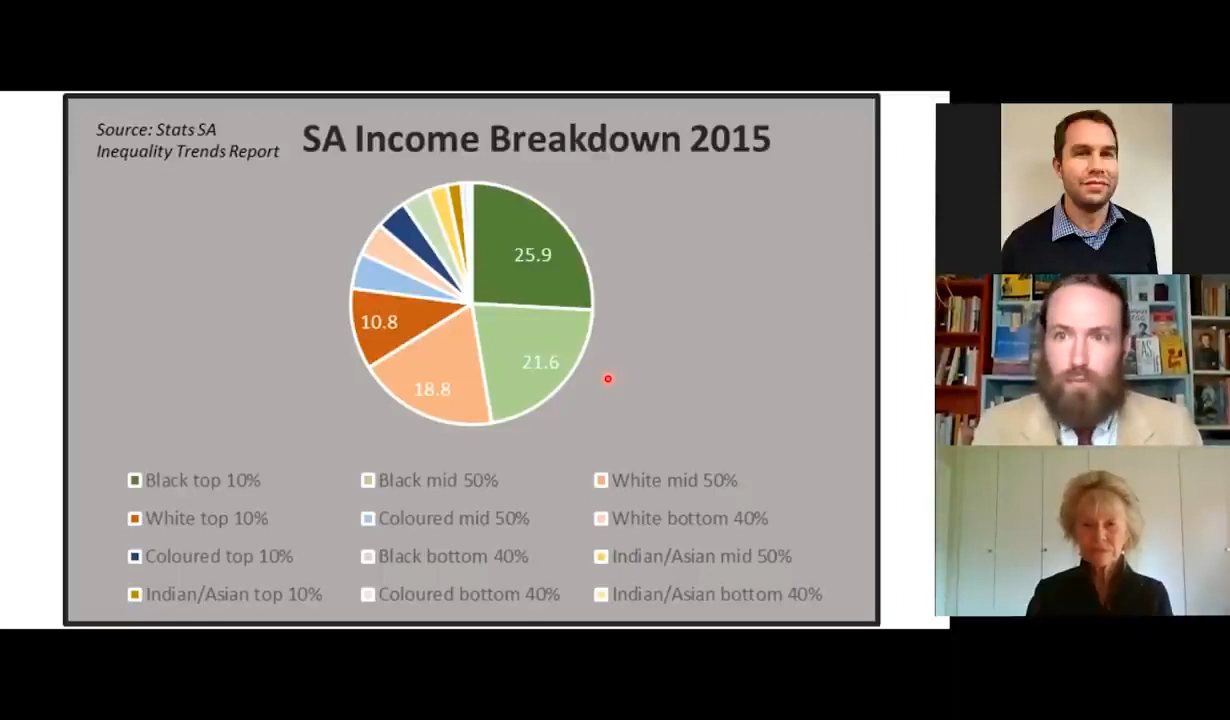 Source: Stats SA
Inequality Trends Report
SA Income Breakdown 2015
25.9
21.6
18.8
10.8
Black top 10%
Black mid 50%
White mid 50%
White top 10%
Coloured mid 50%
White bottom 40%
Coloured top 10%
Black bottom 40%
Indian/Asian mid 50%
Indian/Asian top 10%
Coloured bottom 40%
Indian/Asian bottom 40%
AS
IF